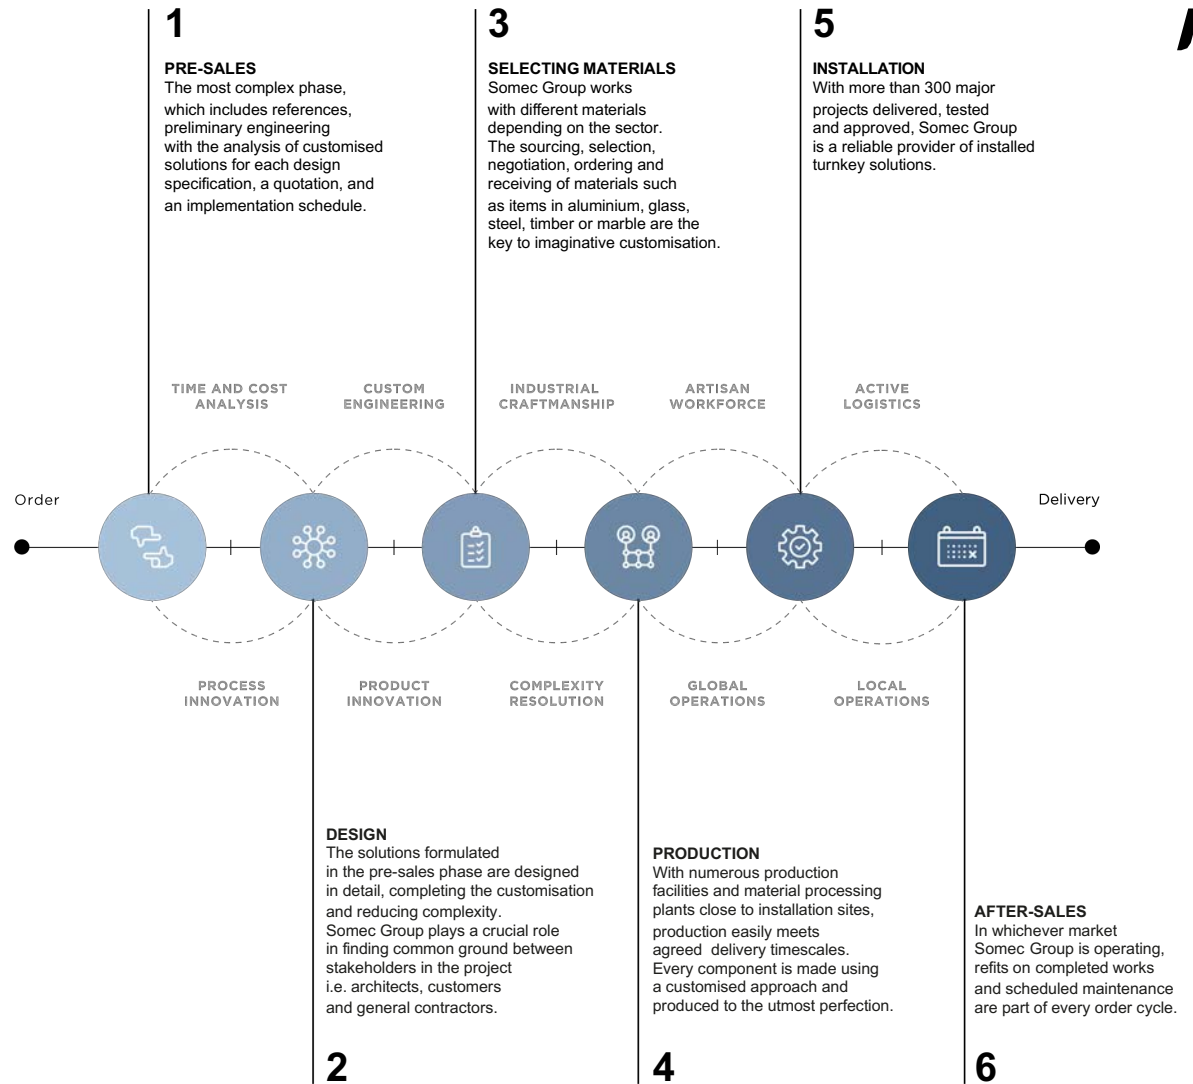 1
PRE-SALES
The most complex phase,
which includes references,
preliminary engineering
with the analysis of customised
solutions for each design
specification, a quotation, and
an implementation schedule.
3
SELECTING MATERIALS
Somec Group works
with different materials
depending on the sector.
The sourcing, selection,
negotiation, ordering and
receiving of materials such
as items in aluminium, glass,
steel, timber or marble are the
key to imaginative customisation.
5
INSTALLATION
With more than 300 major
projects delivered, tested
and approved, Somec Group
is a reliable provider of installed
turnkey solutions.
TIME AND COST
ANALYSIS
CUSTOM
ENGINEERING
INDUSTRIAL
CRAFTMANSHIP
ARTISAN
WORKFORCE
ACTIVE
LOGISTICS
Order
Delivery
PROCESS
INNOVATION
PRODUCT
INNOVATION
COMPLEXITY
RESOLUTION
GLOBAL
OPERATIONS
LOCAL
OPERATIONS
DESIGN
The solutions formulated
in the pre-sales phase are designed
in detail, completing the customisation
and reducing complexity.
Somec Group plays a crucial role
in finding common ground between
stakeholders in the project
i.e. architects, customers
and general contractors.
2
PRODUCTION
With numerous production
facilities and material processing
plants close to installation sites,
production easily meets
agreed delivery timescales.
Every component is made using
a customised approach and
produced to the utmost perfection.
4
AFTER-SALES
In whichever market
Somec Group is operating,
refits on completed works
and scheduled maintenance
are part of every order cycle.
6